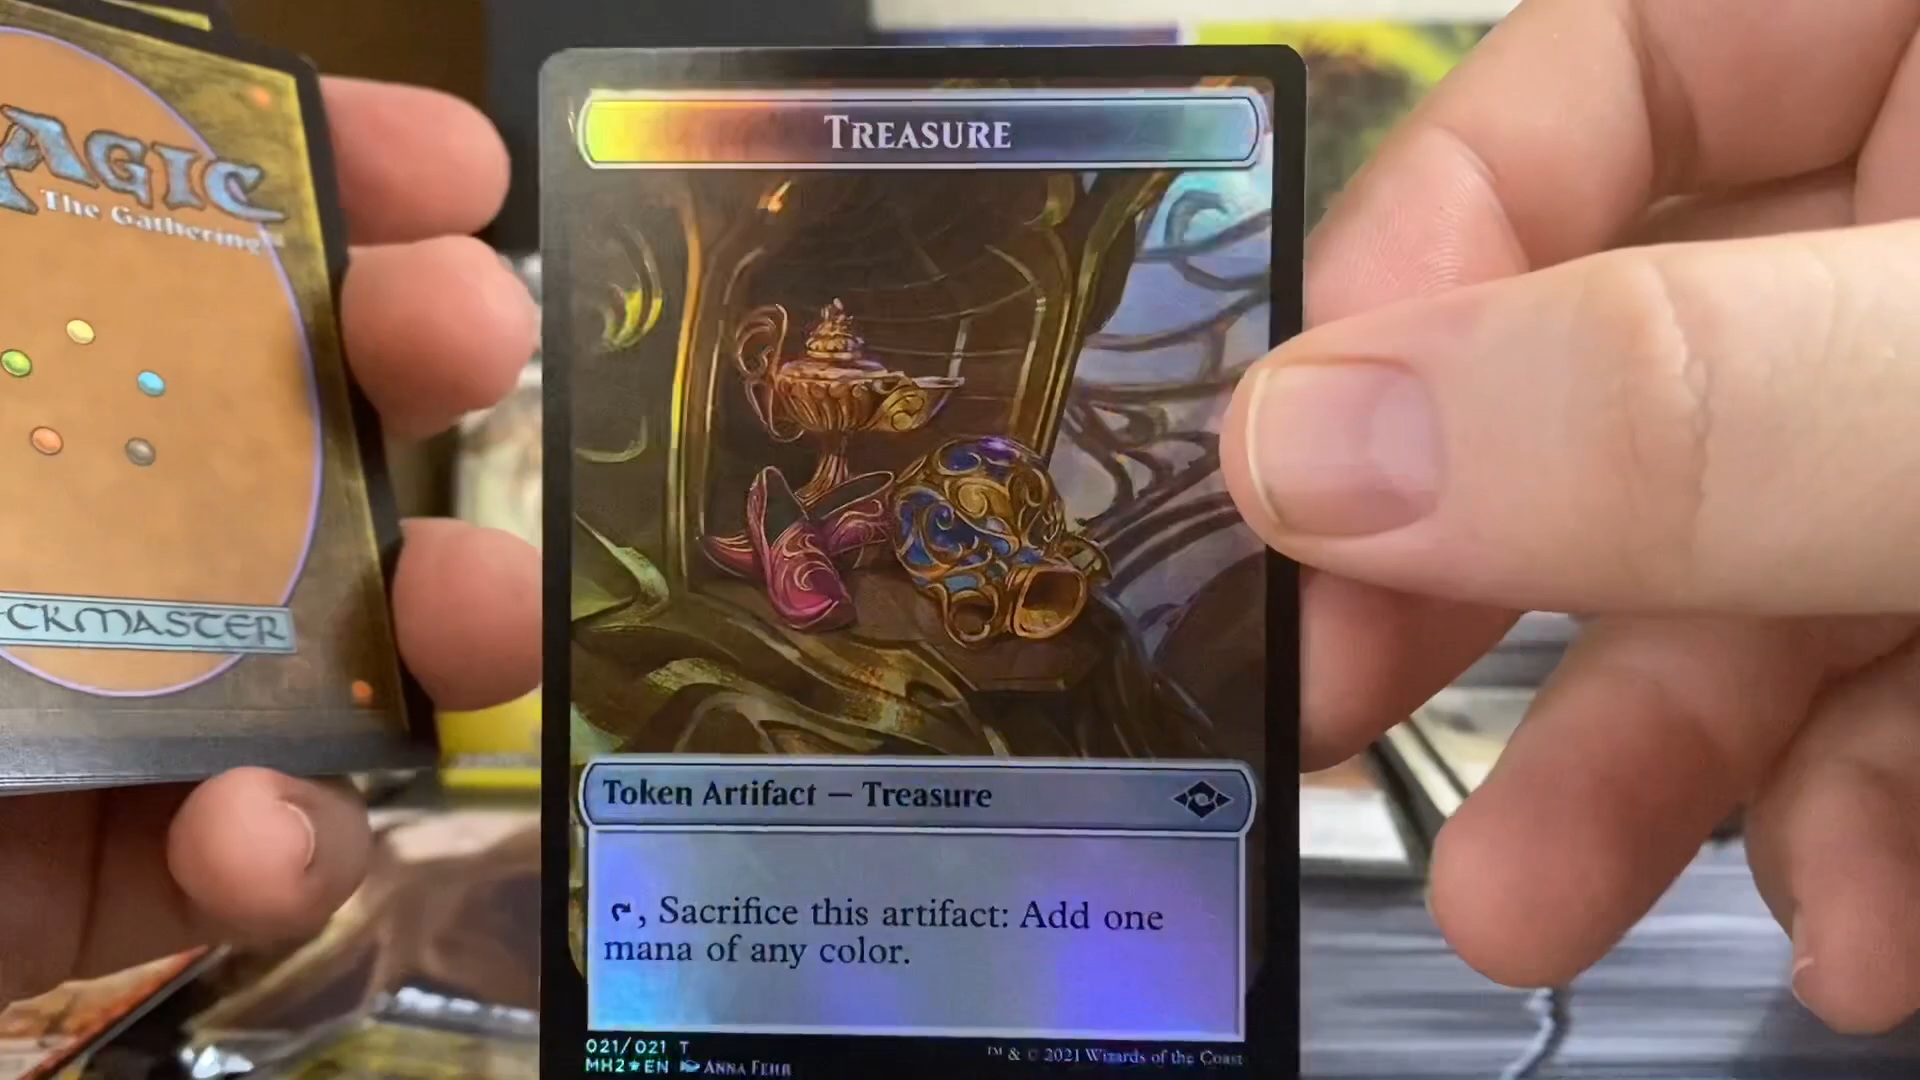 AGIC
The Gathering
CKMASTER
TREASURE
Token Artifact — Treasure
, Sacrifice this artifact: Add one
mana of any color.
021/021 T
MH2★EN ANNA FEHR
™ & © 2021 Wizards of the Coast